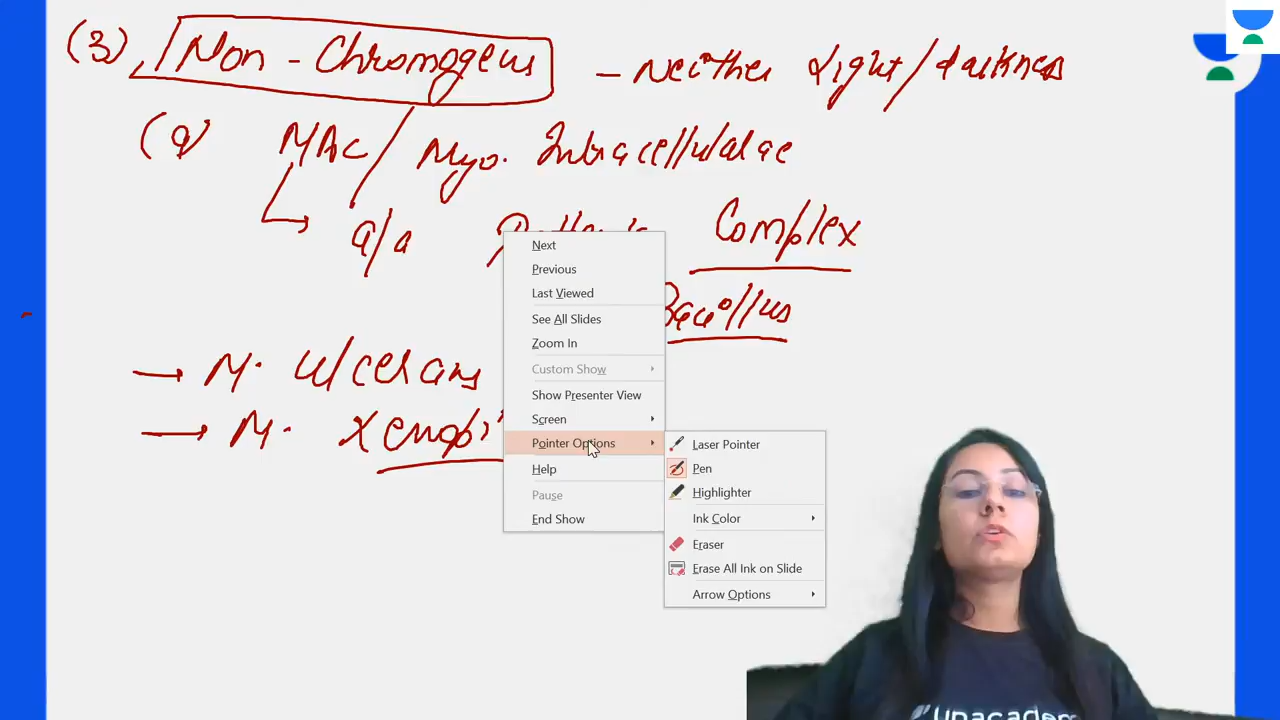 (3) Non - Chromogens - Neither Light/darkness
(a) MAC / Myo. Intracellulalae
a/a Complex
Bacillus
→ M. ulcerans
→ M. Xenopi
Next
Previous
Last Viewed
See All Slides
Zoom In
Custom Show
Show Presenter View
Screen
Pointer Options
Help
Pause
End Show
Laser Pointer
Pen
Highlighter
Ink Color
Eraser
Erase All Ink on Slide
Arrow Options
unacadem